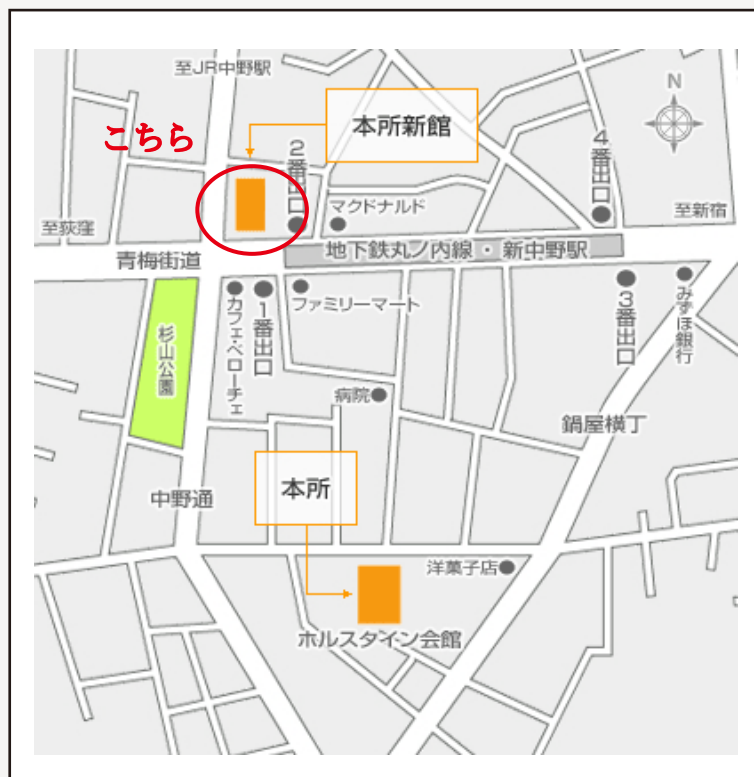 至JR中野駅
こちら
本所新館
N
2番出口
4番出口
マクドナルド
至新宿
至荻窪
青梅街道
地下鉄丸ノ内線・新中野駅
カフェ・ベローチェ
1番出口
ファミリーマート
3番出口
みずほ銀行
杉山公園
病院
鍋屋横丁
本所
中野通
洋菓子店
ホルスタイン会館